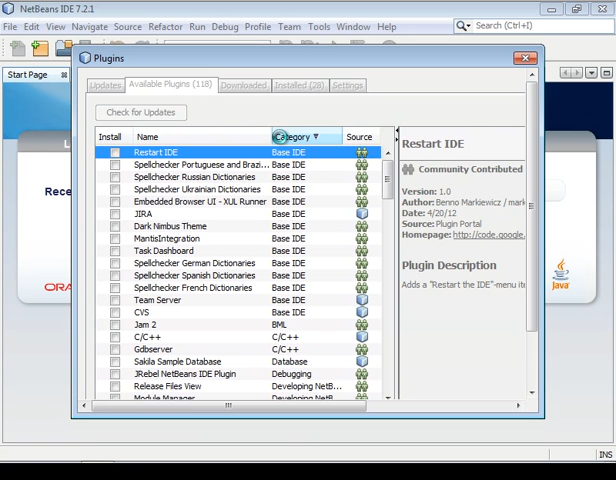 NetBeans IDE 7.2.1
File Edit View Navigate Source Refactor Run Debug Profile Team Tools Window Help
Search (Ctrl+I)
Plugins
Start Page
Updates Available Plugins (118) Downloaded Installed (28) Settings
Check for Updates
Install Name Category Source
Restart IDE Base IDE
Spellchecker Portuguese and Brazi... Base IDE
Spellchecker Russian Dictionaries Base IDE
Spellchecker Ukrainian Dictionaries Base IDE
Embedded Browser UI - XUL Runner Base IDE
JIRA Base IDE
Dark Nimbus Theme Base IDE
MantisIntegration Base IDE
Task Dashboard Base IDE
Spellchecker German Dictionaries Base IDE
Spellchecker Spanish Dictionaries Base IDE
Spellchecker French Dictionaries Base IDE
Team Server Base IDE
CVS Base IDE
Jam 2 BML
C/C++ C/C++
Gdbserver C/C++
Sakila Sample Database Database
JRebel NetBeans IDE Plugin Debugging
Release Files View Developing NetB...
Module Manager Developing NetB...
Restart IDE
Community Contributed
Version: 1.0
Author: Benno Markiewicz / mark
Date: 4/20/12
Source: Plugin Portal
Homepage: http://code.google.
Plugin Description
Adds a "Restart the IDE"-menu it
L
Rece
ORA
Java
INS